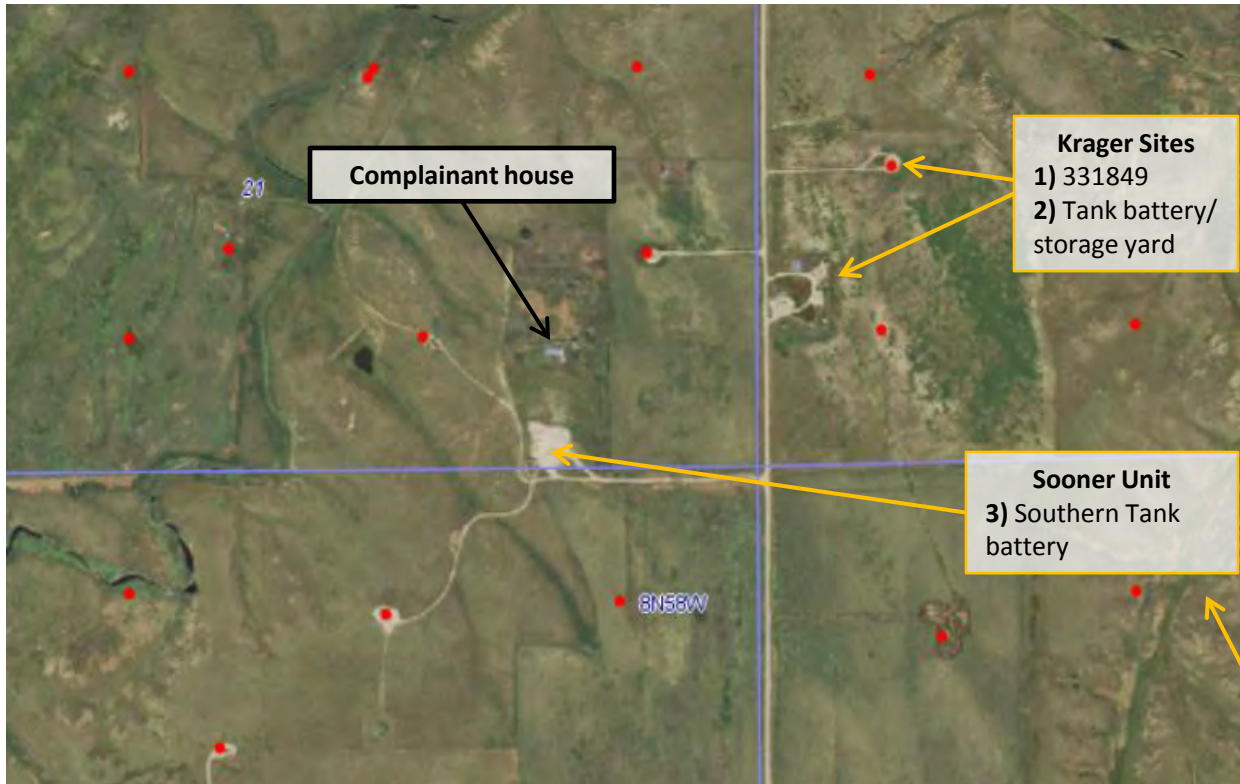 Complainant house
21
Krager Sites
1) 331849
2) Tank battery/
storage yard
Sooner Unit
3) Southern Tank
battery
8N58W